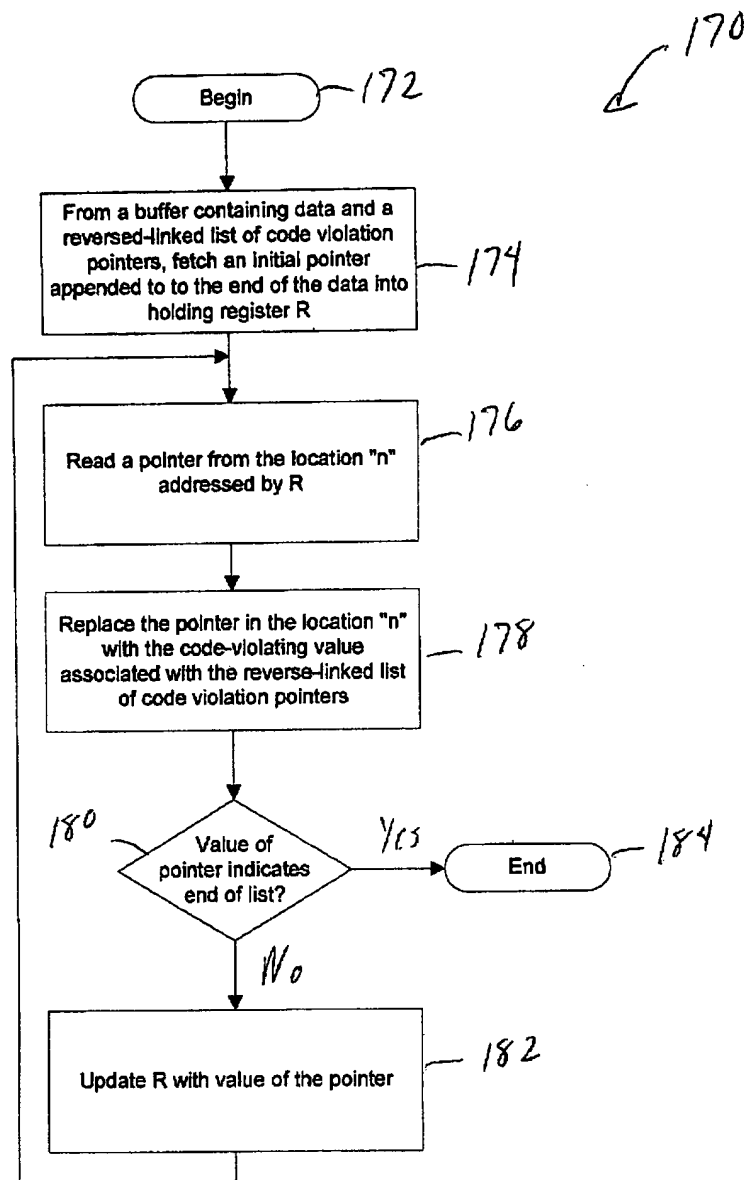 170
Begin
172
From a buffer containing data and a
reversed-linked list of code violation
pointers, fetch an initial pointer
appended to to the end of the data into
holding register R
174
Read a pointer from the location "n"
addressed by R
176
Replace the pointer in the location "n"
with the code-violating value
associated with the reverse-linked list
of code violation pointers
178
180
Value of
pointer indicates
end of list?
Yes
End
184
No
Update R with value of the pointer
182